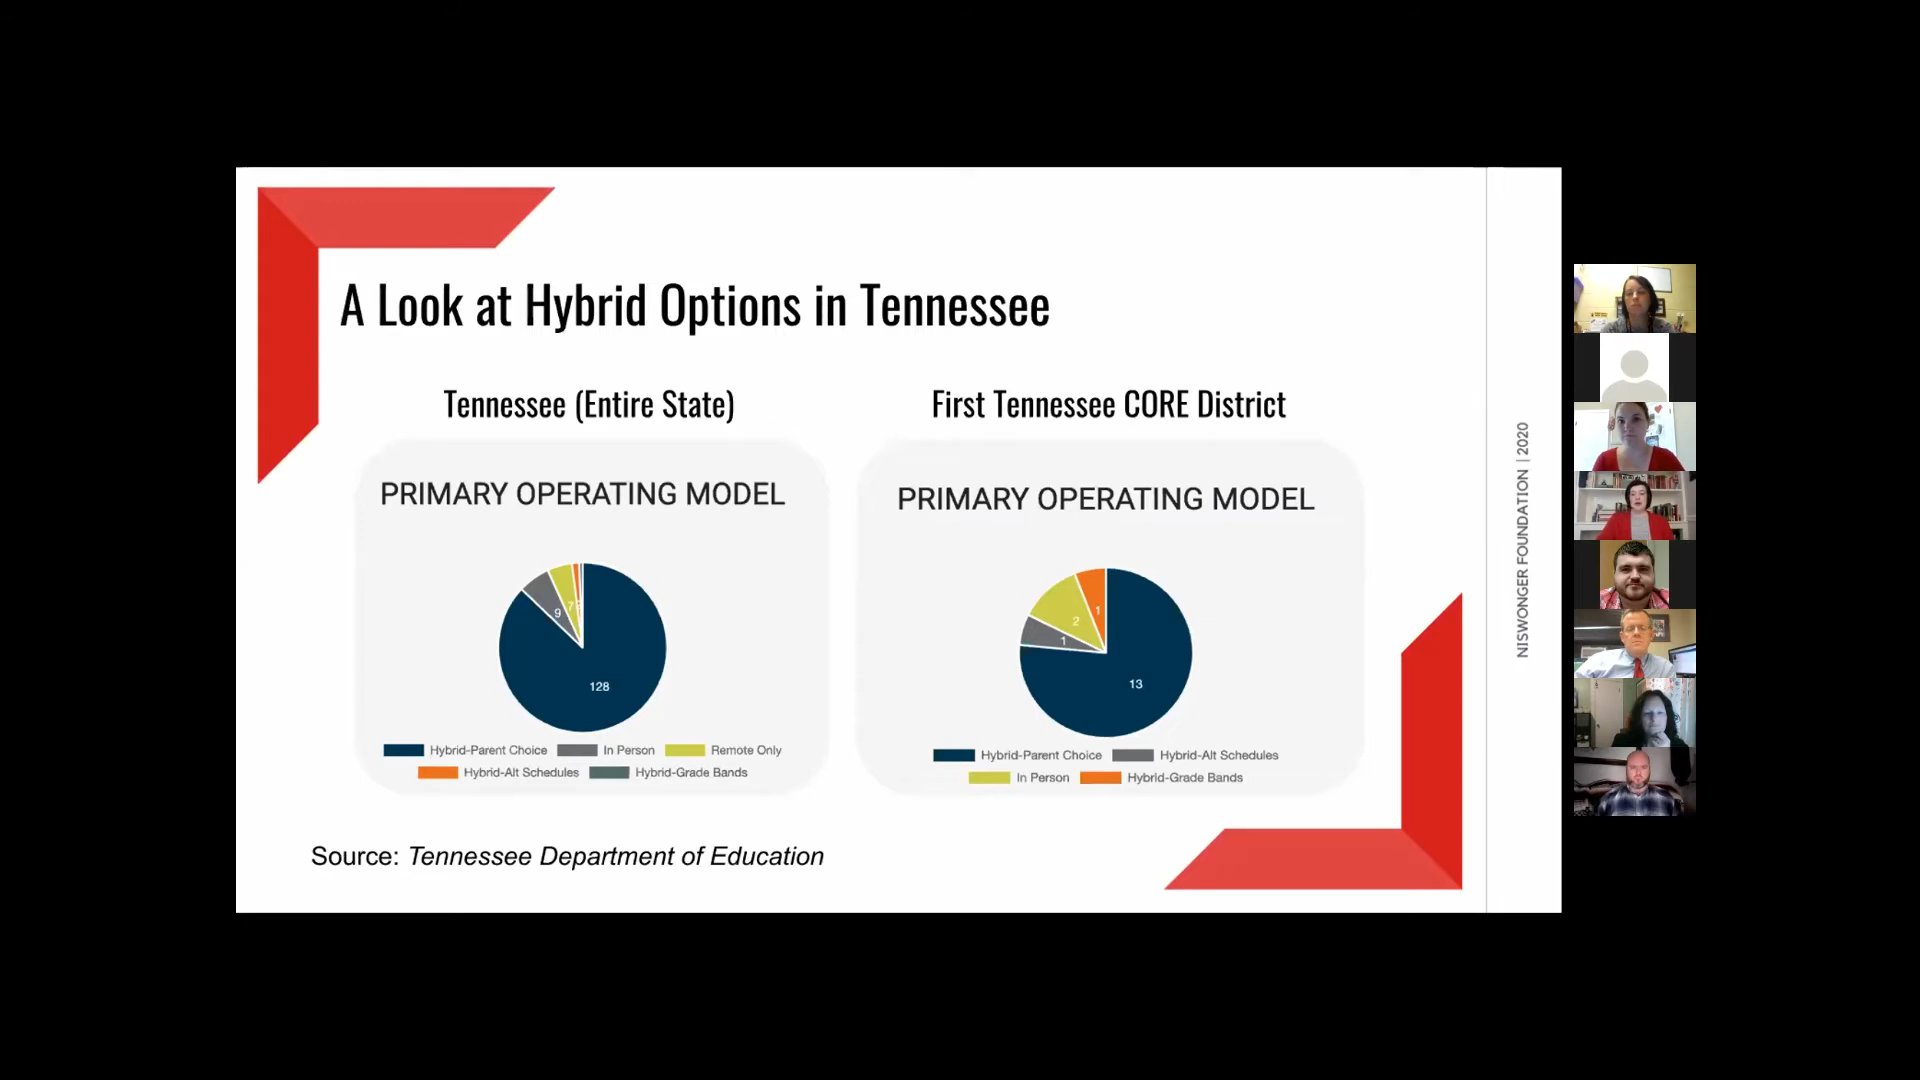 A Look at Hybrid Options in Tennessee
Tennessee (Entire State)
PRIMARY OPERATING MODEL
9
7
128
Hybrid-Parent Choice In Person Remote Only
Hybrid-Alt Schedules Hybrid-Grade Bands
First Tennessee CORE District
PRIMARY OPERATING MODEL
1
2
1
13
Hybrid-Parent Choice Hybrid-Alt Schedules
In Person Hybrid-Grade Bands
Source: Tennessee Department of Education
NISWONGER FOUNDATION | 2020